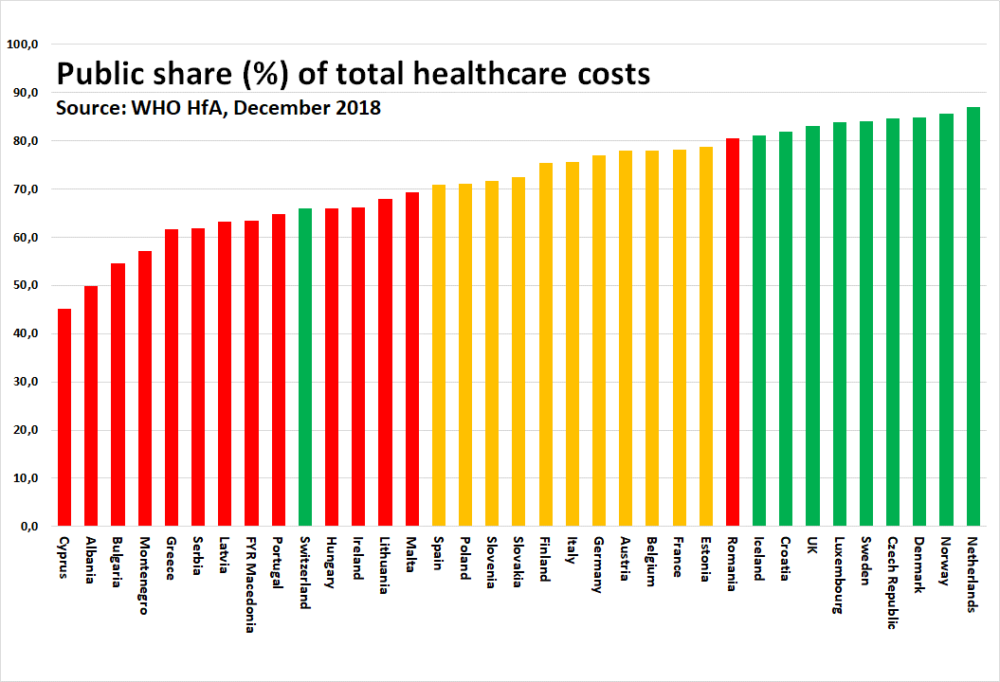 100,0
Public share (%) of total healthcare costs
90,0
Source: WHO HfA, December 2018
80,0
70,0
60,0
50,0
40,0
30,0
20,0
10,0
0,0
Cyprus
Albania
Bulgaria
Montenegro
Greece
Serbia
Latvia
FYR Macedonia
Portugal
Switzerland
Hungary
Ireland
Lithuania
Malta
Spain
Poland
Slovenia
Slovakia
Finland
Italy
Germany
Austria
Belgium
France
Estonia
Romania
Iceland
Croatia
UK
Luxembourg
Sweden
Czech Republic
Denmark
Norway
Netherlands